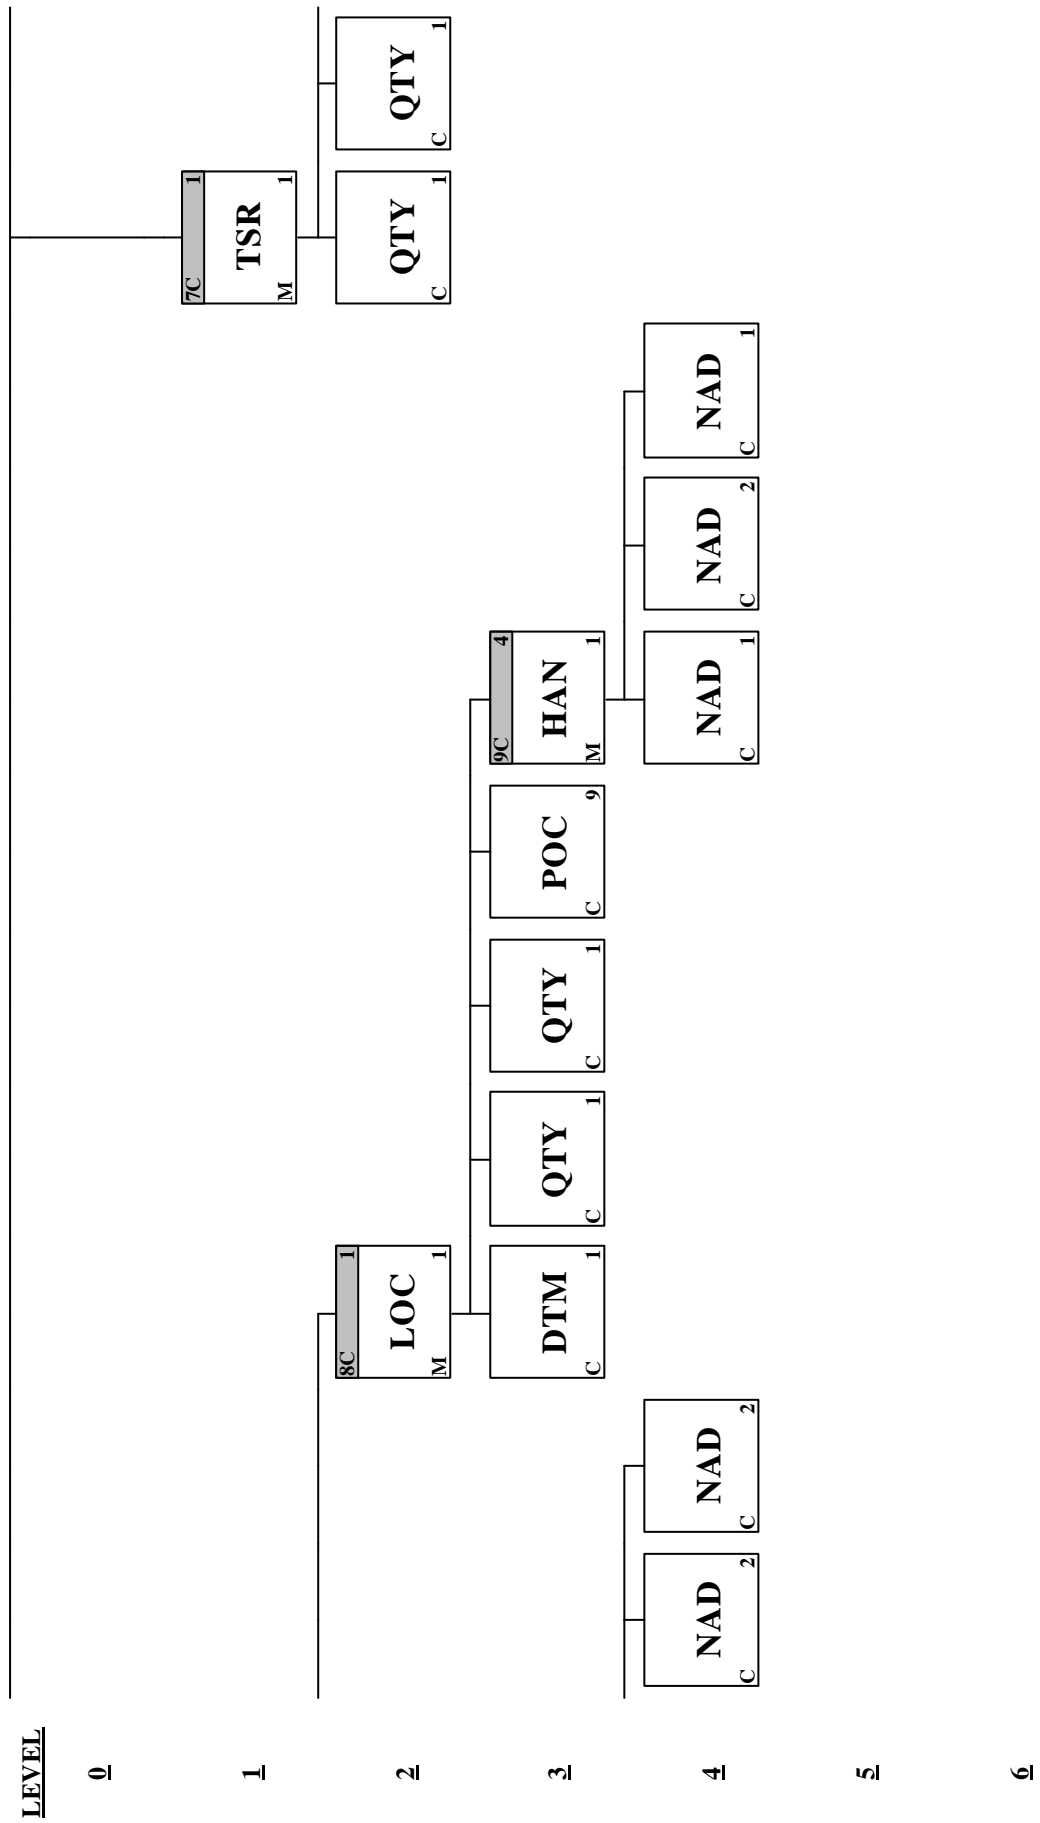 LEVEL
0
1
7C 1
TSR
M 1
2
8C 1
LOC
M 1
QTY
C 1
QTY
C 1
3
DTM
C 1
QTY
C 1
QTY
C 1
POC
C 9
9C 4
HAN
M 1
4
NAD
C 2
NAD
C 2
NAD
C 1
NAD
C 2
NAD
C 1
5
6